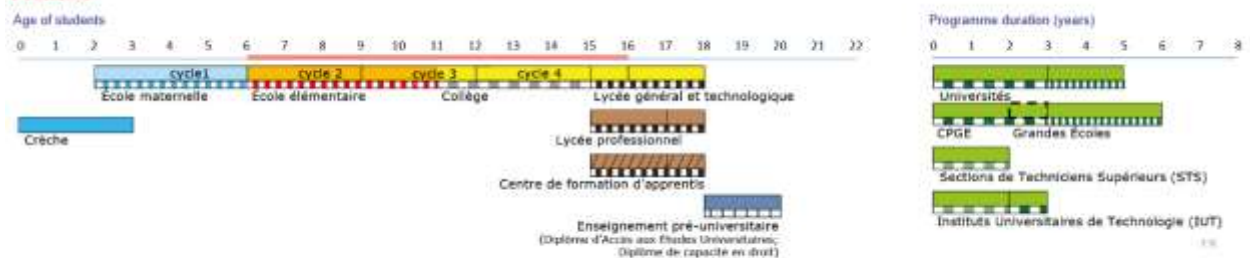 Age of students
Programme duration (years)
0 1 2 3 4 5 6 7 8 9 10 11 12 13 14 15 16 17 18 19 20 21 22
0 1 2 3 4 5 6 7 8
cycle1 cycle 2 cycle 3 cycle 4
École maternelle École élémentaire Collège Lycée général et technologique
Crèche
Lycée professionnel
Centre de formation d'apprentis
Enseignement pré-universitaire
(Diplôme d'Accès aux Etudes Universitaires;
Diplôme de capacité en droit)
Universités
CPGE Grandes Écoles
Sections de Techniciens Supérieurs (STS)
Instituts Universitaires de Technologie (IUT)